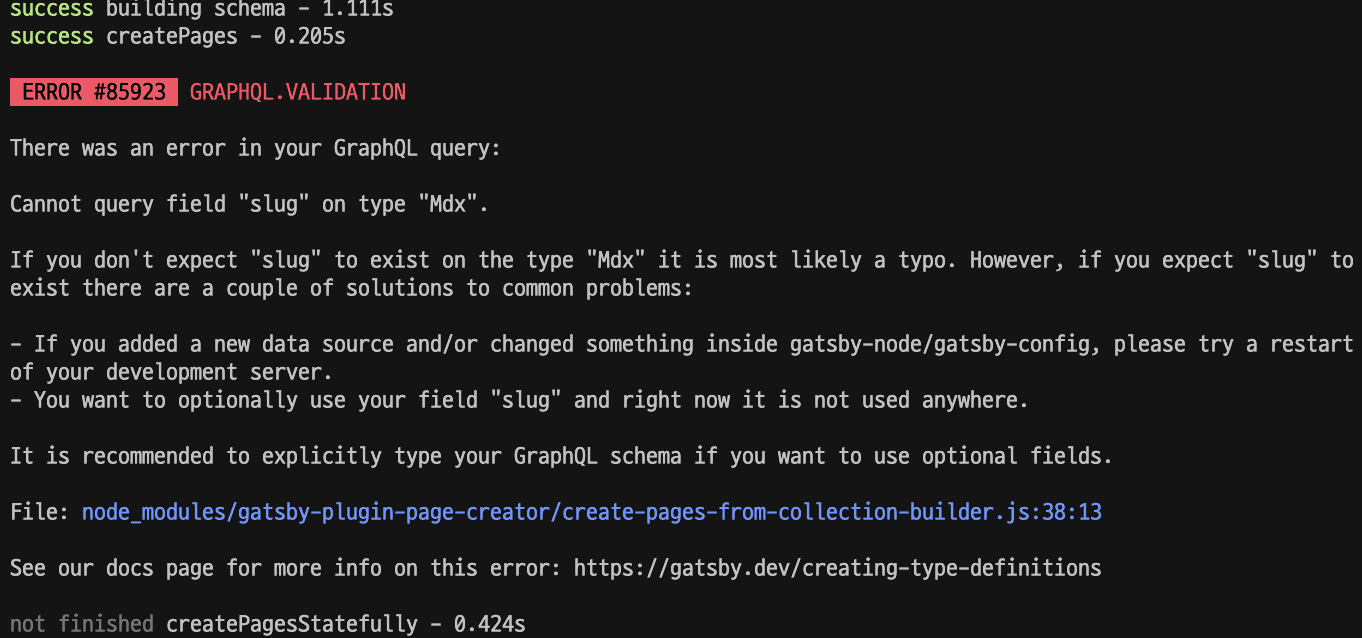 success building schema - 1.111s
success createPages - 0.205s
ERROR #85923 GRAPHQL.VALIDATION
There was an error in your GraphQL query:
Cannot query field "slug" on type "Mdx".
If you don't expect "slug" to exist on the type "Mdx" it is most likely a typo. However, if you expect "slug" to
exist there are a couple of solutions to common problems:
- If you added a new data source and/or changed something inside gatsby-node/gatsby-config, please try a restart
of your development server.
- You want to optionally use your field "slug" and right now it is not used anywhere.
It is recommended to explicitly type your GraphQL schema if you want to use optional fields.
File: node_modules/gatsby-plugin-page-creator/create-pages-from-collection-builder.js:38:13
See our docs page for more info on this error: https://gatsby.dev/creating-type-definitions
not finished createPagesStatefully - 0.424s